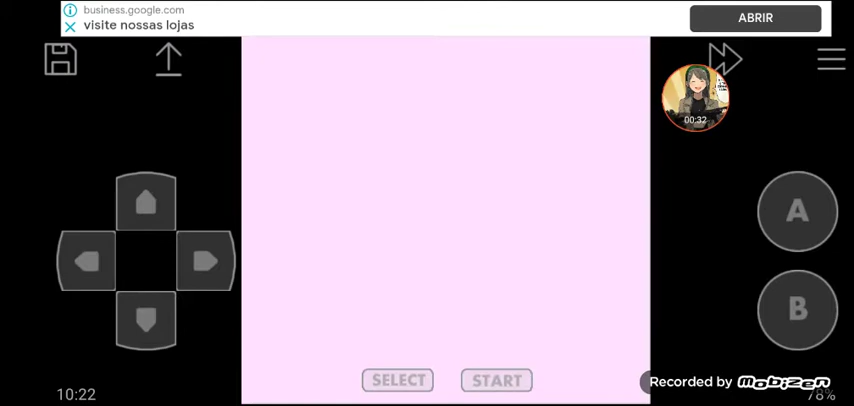 business.google.com
visite nossas lojas
ABRIR
00:32
A
B
SELECT
START
Recorded by Mobizen
10:22
78%